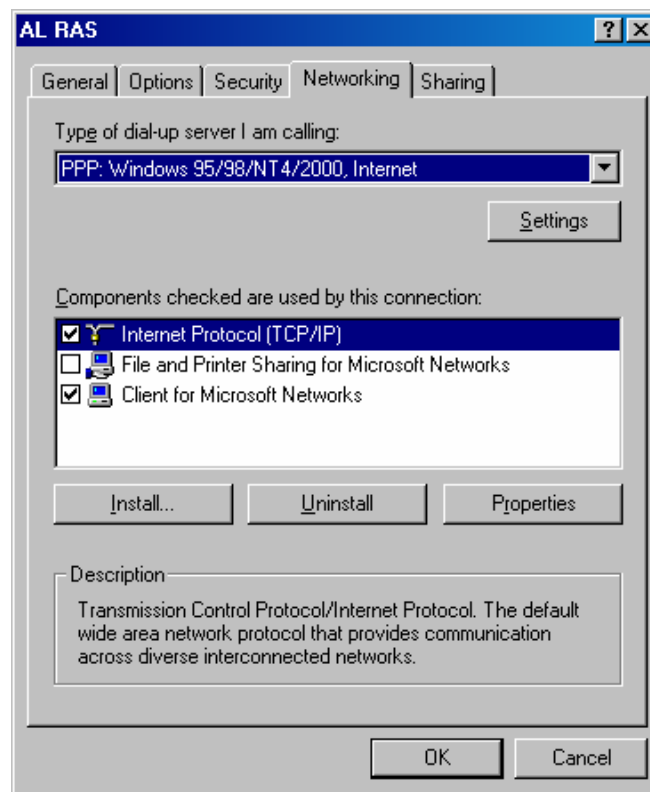 AL RAS
General Options Security Networking Sharing
Type of dial-up server I am calling:
PPP: Windows 95/98/NT4/2000, Internet
Settings
Components checked are used by this connection:
Internet Protocol (TCP/IP)
File and Printer Sharing for Microsoft Networks
Client for Microsoft Networks
Install... Uninstall Properties
Description
Transmission Control Protocol/Internet Protocol. The default
wide area network protocol that provides communication
across diverse interconnected networks.
OK Cancel